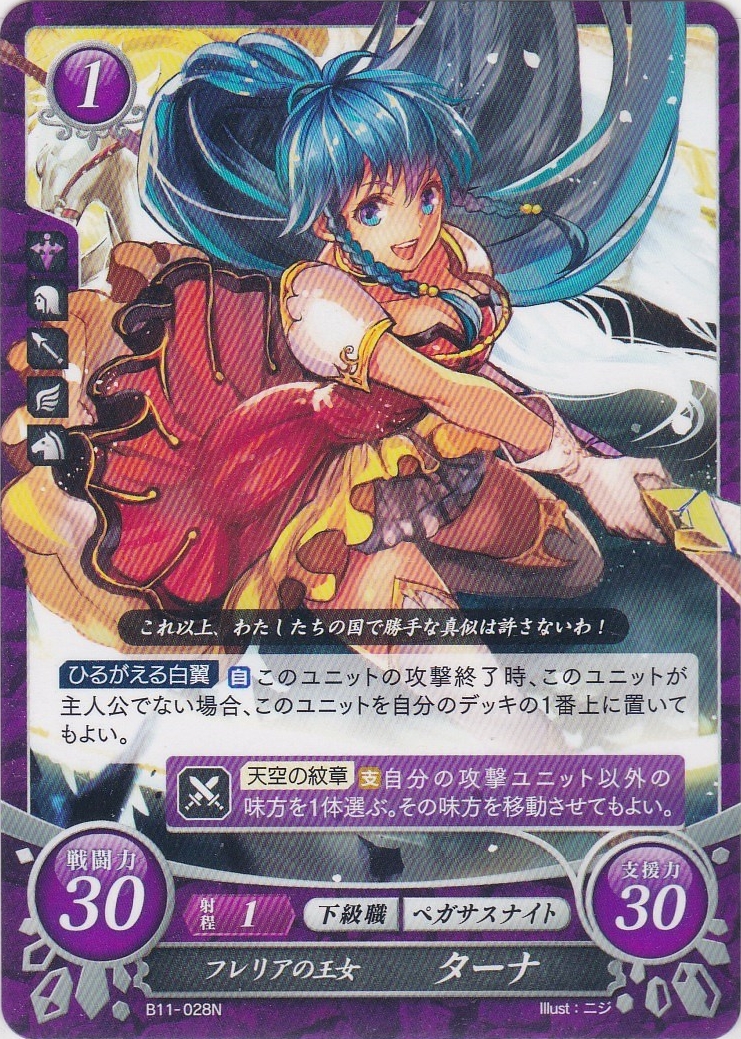 1
これ以上、わたしたちの国で勝手な真似は許さないわ！
ひるがえる白翼 自 このユニットの攻撃終了時、このユニットが
主人公でない場合、このユニットを自分のデッキの1番上に置いて
もよい。
天空の紋章 支 自分の攻撃ユニット以外の
味方を1体選ぶ。その味方を移動させてもよい。
戦闘力
30
射程 1
下級職 ペガサスナイト
支援力
30
フレリアの王女 ターナ
B11-028N
Illust：ニジ